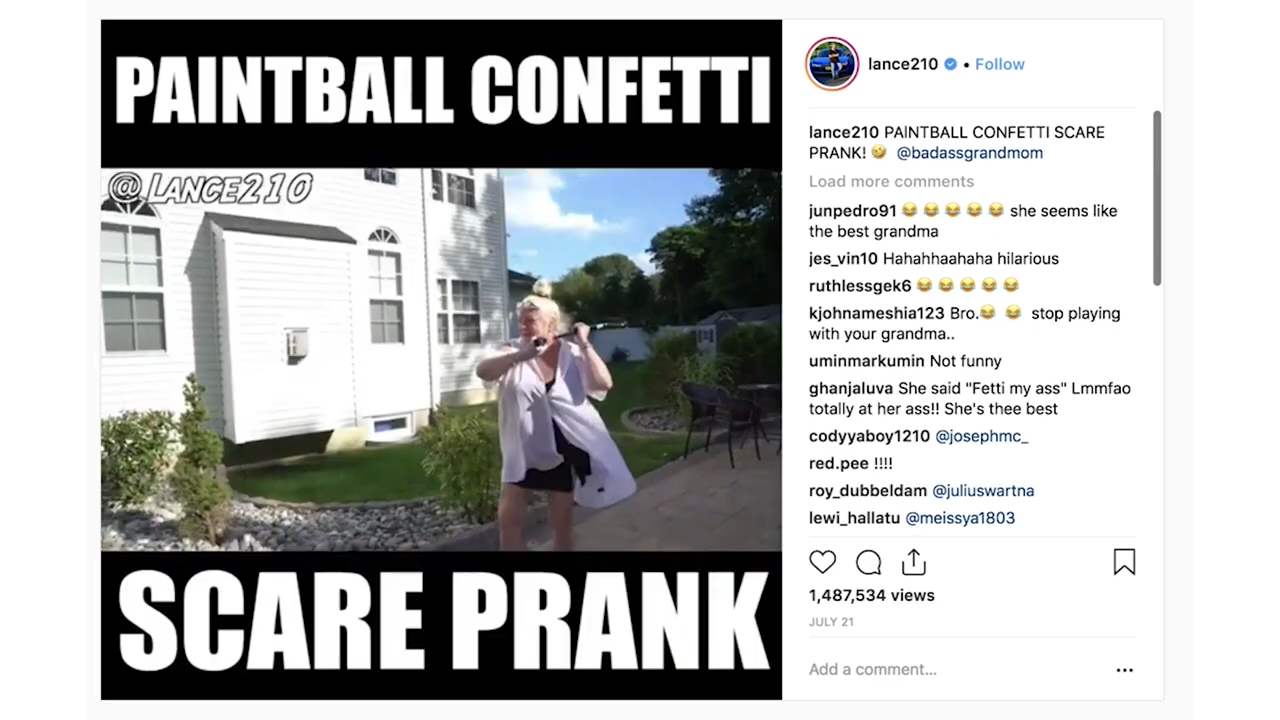 PAINTBALL CONFETTI
@LANCE210
SCARE PRANK
lance210 • Follow
lance210 PAINTBALL CONFETTI SCARE
PRANK! 🤣 @badassgrandmom
Load more comments
junpedro91 😂 😂 😂 😂 😂 she seems like
the best grandma
jes_vin10 Hahahhaahaha hilarious
ruthlessgek6 😂 😂 😂 😂 😂
kjohnameshia123 Bro.😂 😂 stop playing
with your grandma..
uminmarkumin Not funny
ghanjaluva She said "Fetti my ass" Lmmfao
totally at her ass!! She's thee best
codyyaboy1210 @josephmc_
red.pee !!!!
roy_dubbeldam @juliuswartna
lewi_hallatu @meissya1803
1,487,534 views
JULY 21
Add a comment...